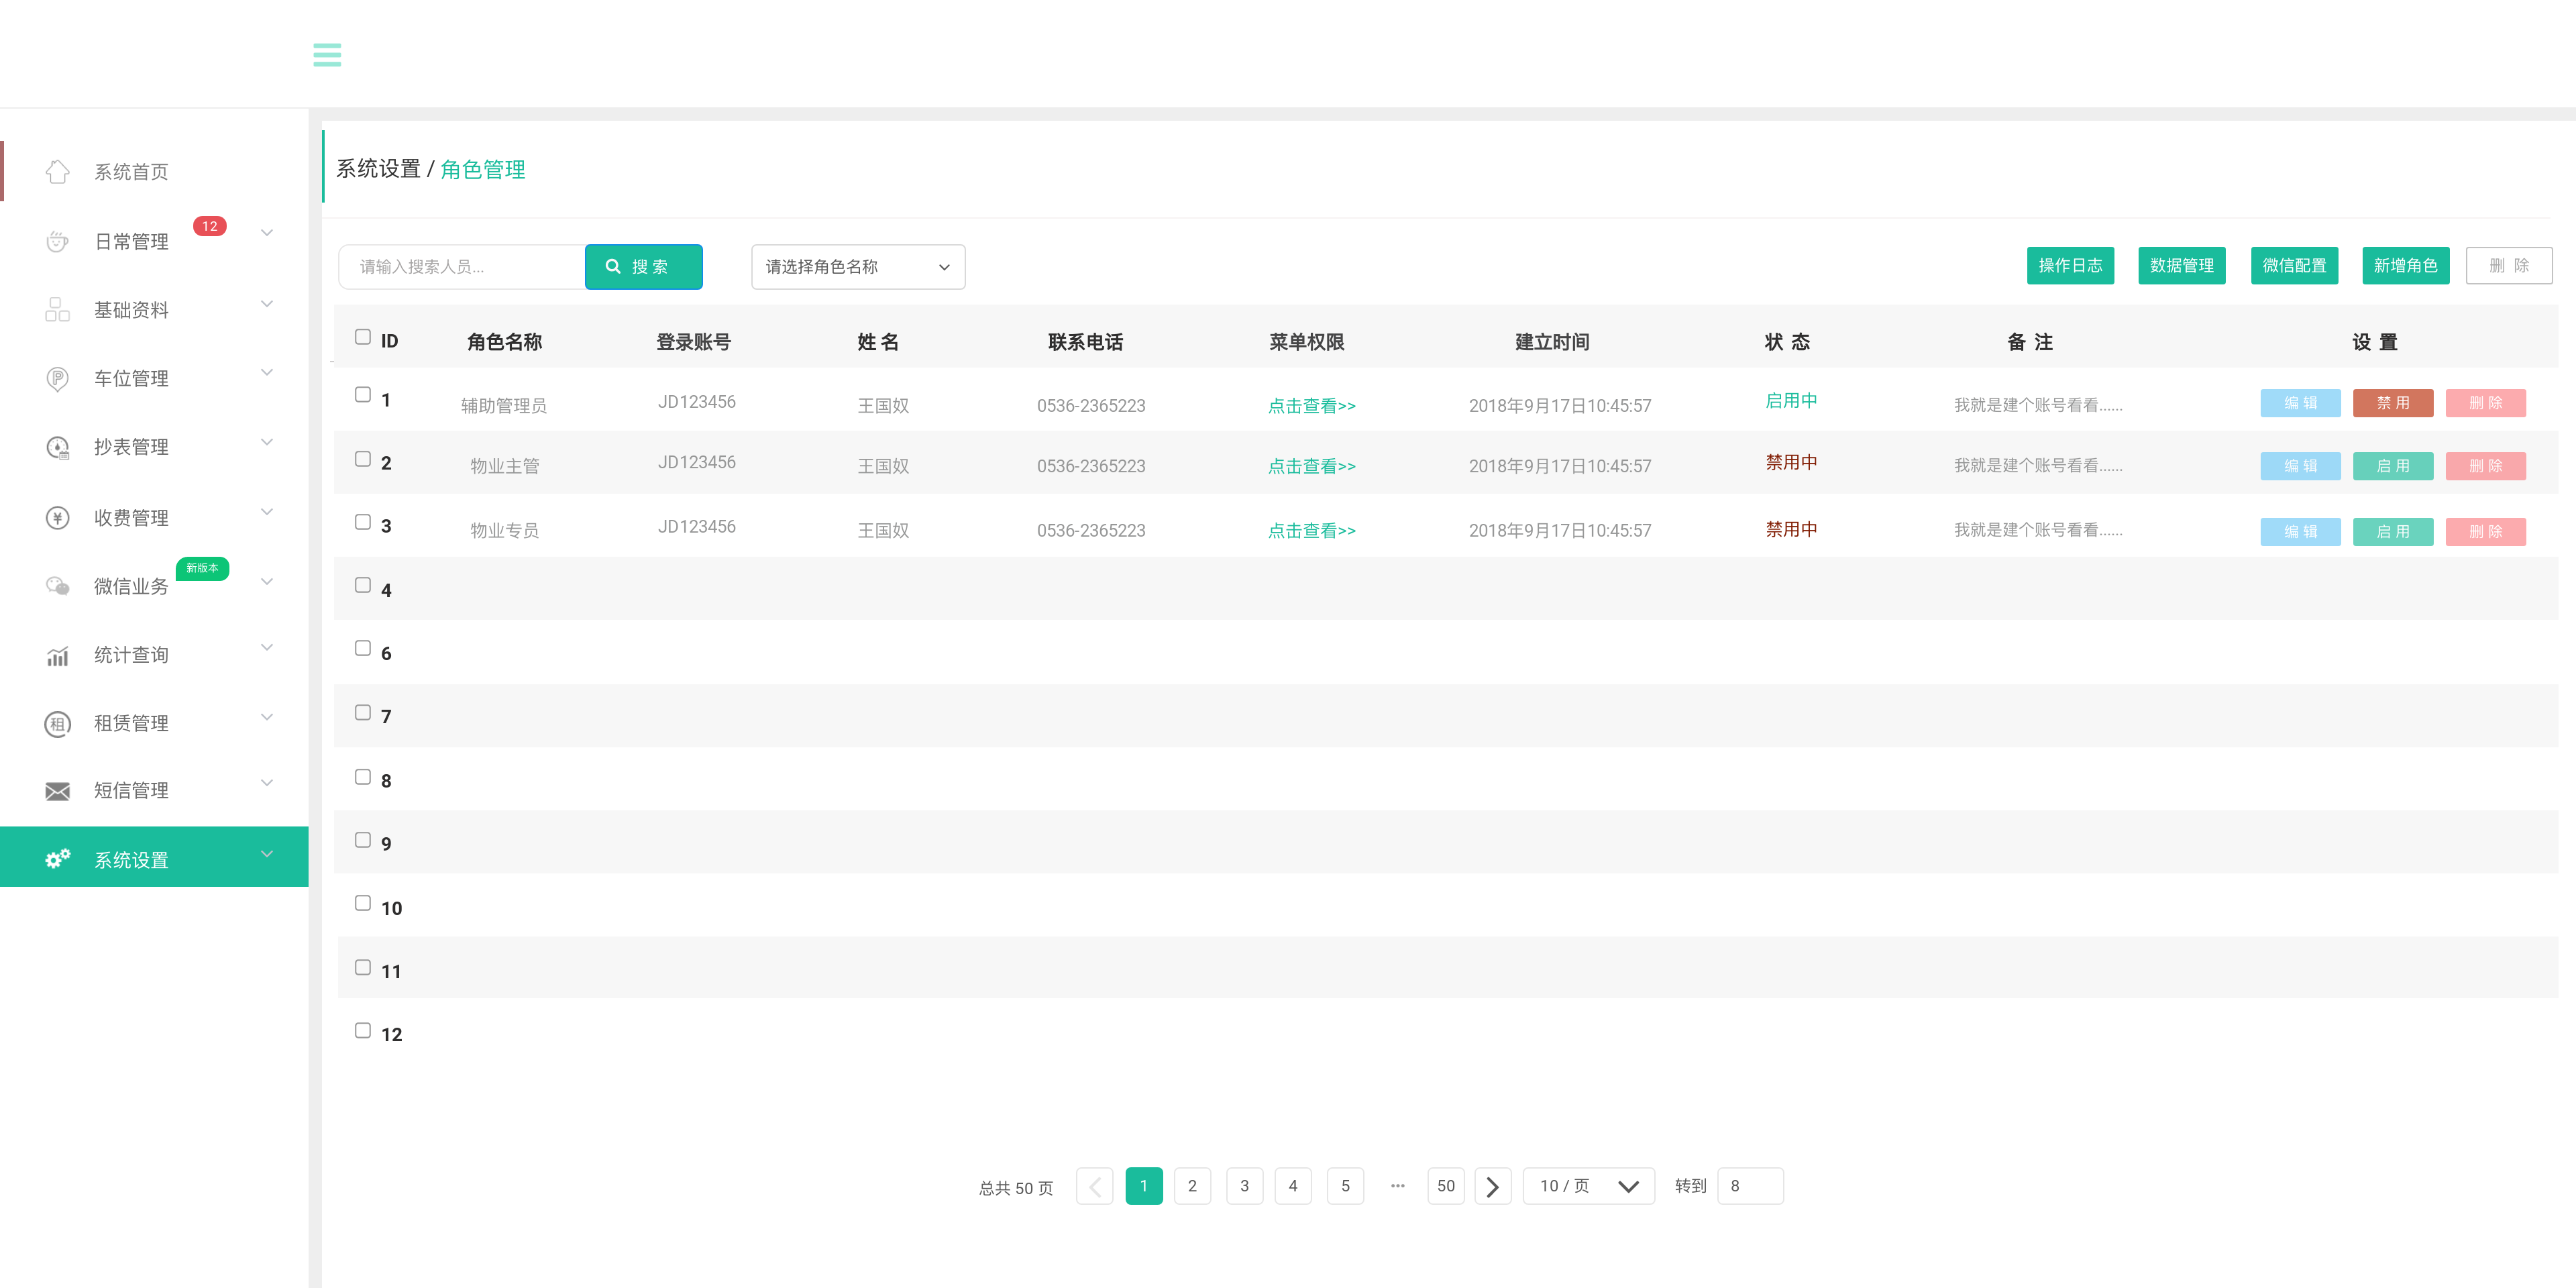 系统首页
日常管理 12
基础资料
车位管理
抄表管理
收费管理
微信业务 新版本
统计查询
租赁管理
租
短信管理
系统设置
系统设置 / 角色管理
请输入搜索人员... 搜 索 请选择角色名称 操作日志 数据管理 微信配置 新增角色 删 除
ID 角色名称 登录账号 姓 名 联系电话 菜单权限 建立时间 状 态 备 注 设 置
1 辅助管理员 JD123456 王国奴 0536-2365223 点击查看>> 2018年9月17日10:45:57 启用中 我就是建个账号看看...... 编 辑 禁 用 删 除
2 物业主管 JD123456 王国奴 0536-2365223 点击查看>> 2018年9月17日10:45:57 禁用中 我就是建个账号看看...... 编 辑 启 用 删 除
3 物业专员 JD123456 王国奴 0536-2365223 点击查看>> 2018年9月17日10:45:57 禁用中 我就是建个账号看看...... 编 辑 启 用 删 除
4
6
7
8
9
10
11
12
总共 50 页 1 2 3 4 5 ··· 50 10 / 页 转到 8